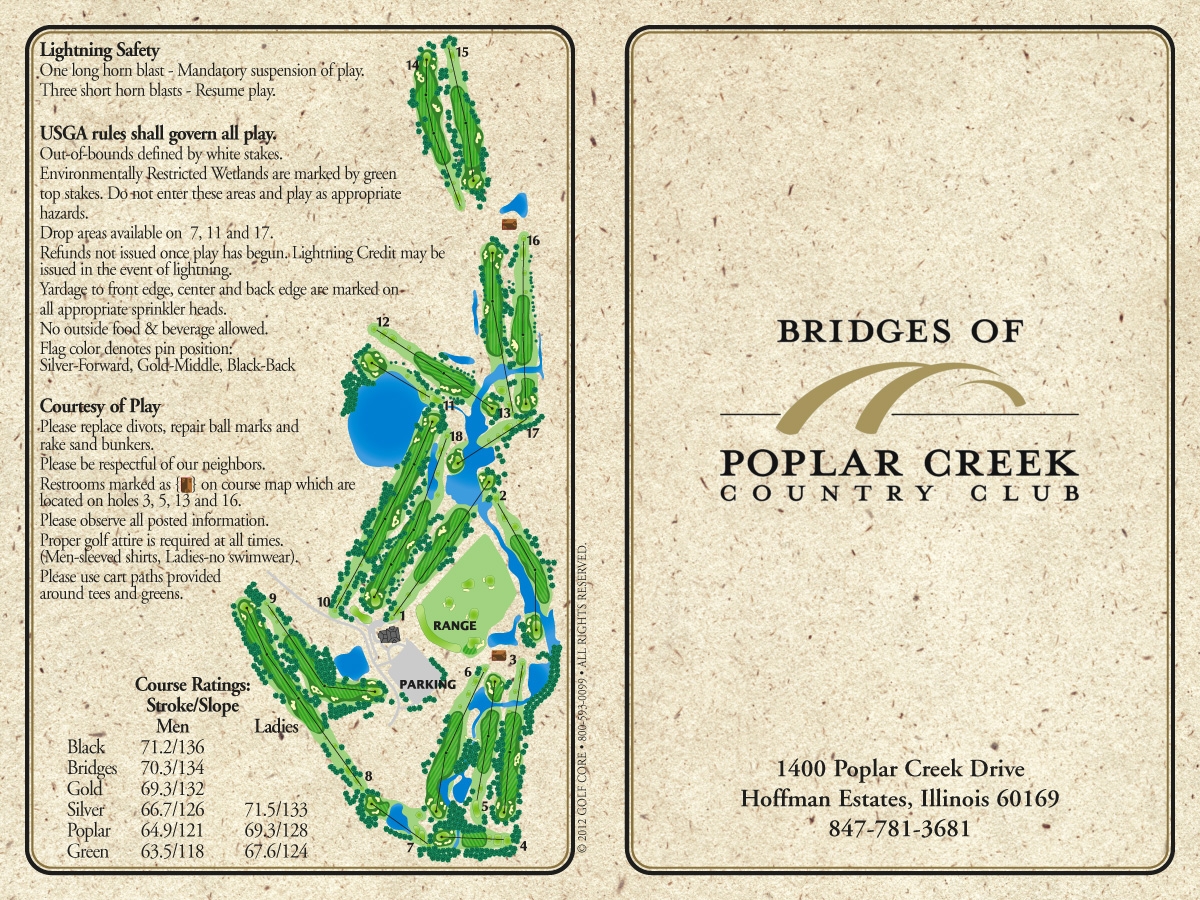 Lightning Safety
One long horn blast - Mandatory suspension of play.
Three short horn blasts - Resume play.
USGA rules shall govern all play.
Out-of-bounds defined by white stakes.
Environmentally Restricted Wetlands are marked by green
top stakes. Do not enter these areas and play as appropriate
hazards.
Drop areas available on 7, 11 and 17.
Refunds not issued once play has begun. Lightning Credit may be
issued in the event of lightning.
Yardage to front edge, center and back edge are marked on
all appropriate sprinkler heads.
No outside food & beverage allowed.
Flag color denotes pin position:
Silver-Forward, Gold-Middle, Black-Back
Courtesy of Play
Please replace divots, repair ball marks and
rake sand bunkers.
Please be respectful of our neighbors.
Restrooms marked as { } on course map which are
located on holes 3, 5, 13 and 16.
Please observe all posted information.
Proper golf attire is required at all times.
(Men-sleeved shirts, Ladies-no swimwear).
Please use cart paths provided
around tees and greens.
Course Ratings:
Stroke/Slope
Men Ladies
Black 71.2/136
Bridges 70.3/134
Gold 69.3/132
Silver 66.7/126 71.5/133
Poplar 64.9/121 69.3/128
Green 63.5/118 67.6/124
15
14
16
12
11
13
17
18
2
9
10
1
RANGE
3
6
PARKING
8
5
7
4
© 2012 GOLF CORE • 800-593-0099 • ALL RIGHTS RESERVED.
BRIDGES OF
POPLAR CREEK
COUNTRY CLUB
1400 Poplar Creek Drive
Hoffman Estates, Illinois 60169
847-781-3681